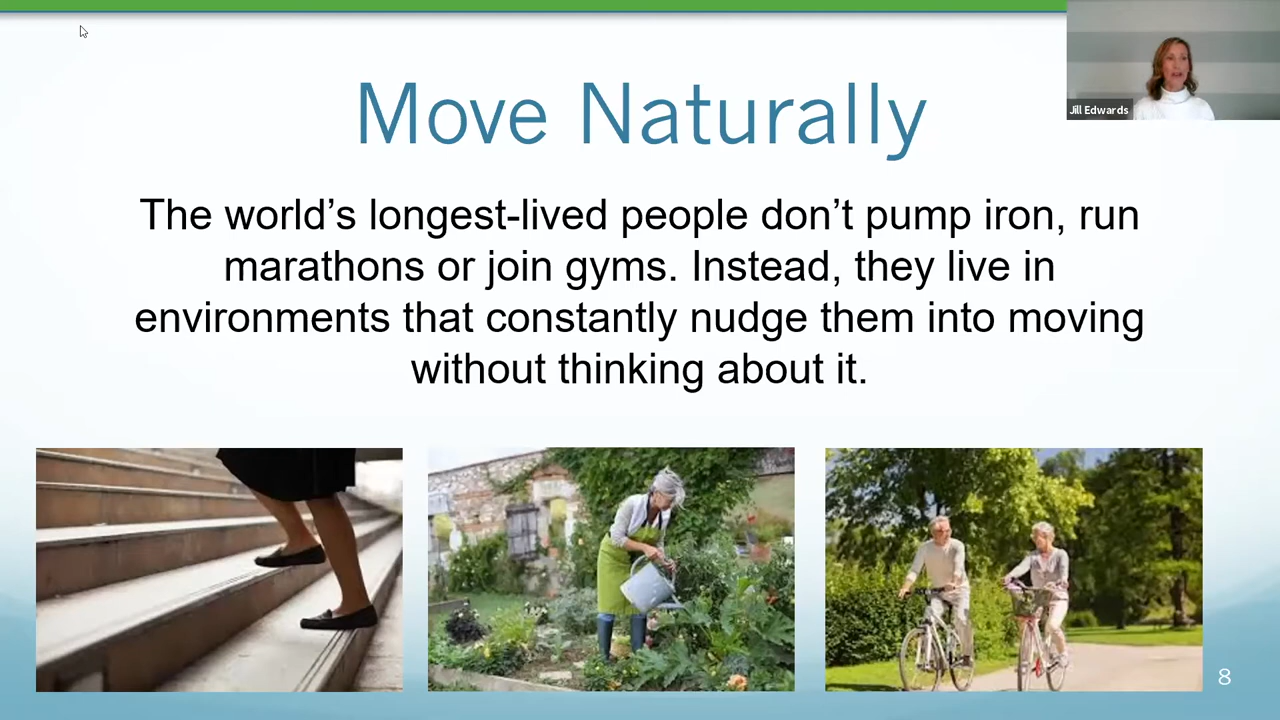 Move Naturally
Jill Edwards
The world’s longest-lived people don’t pump iron, run
marathons or join gyms. Instead, they live in
environments that constantly nudge them into moving
without thinking about it.
8